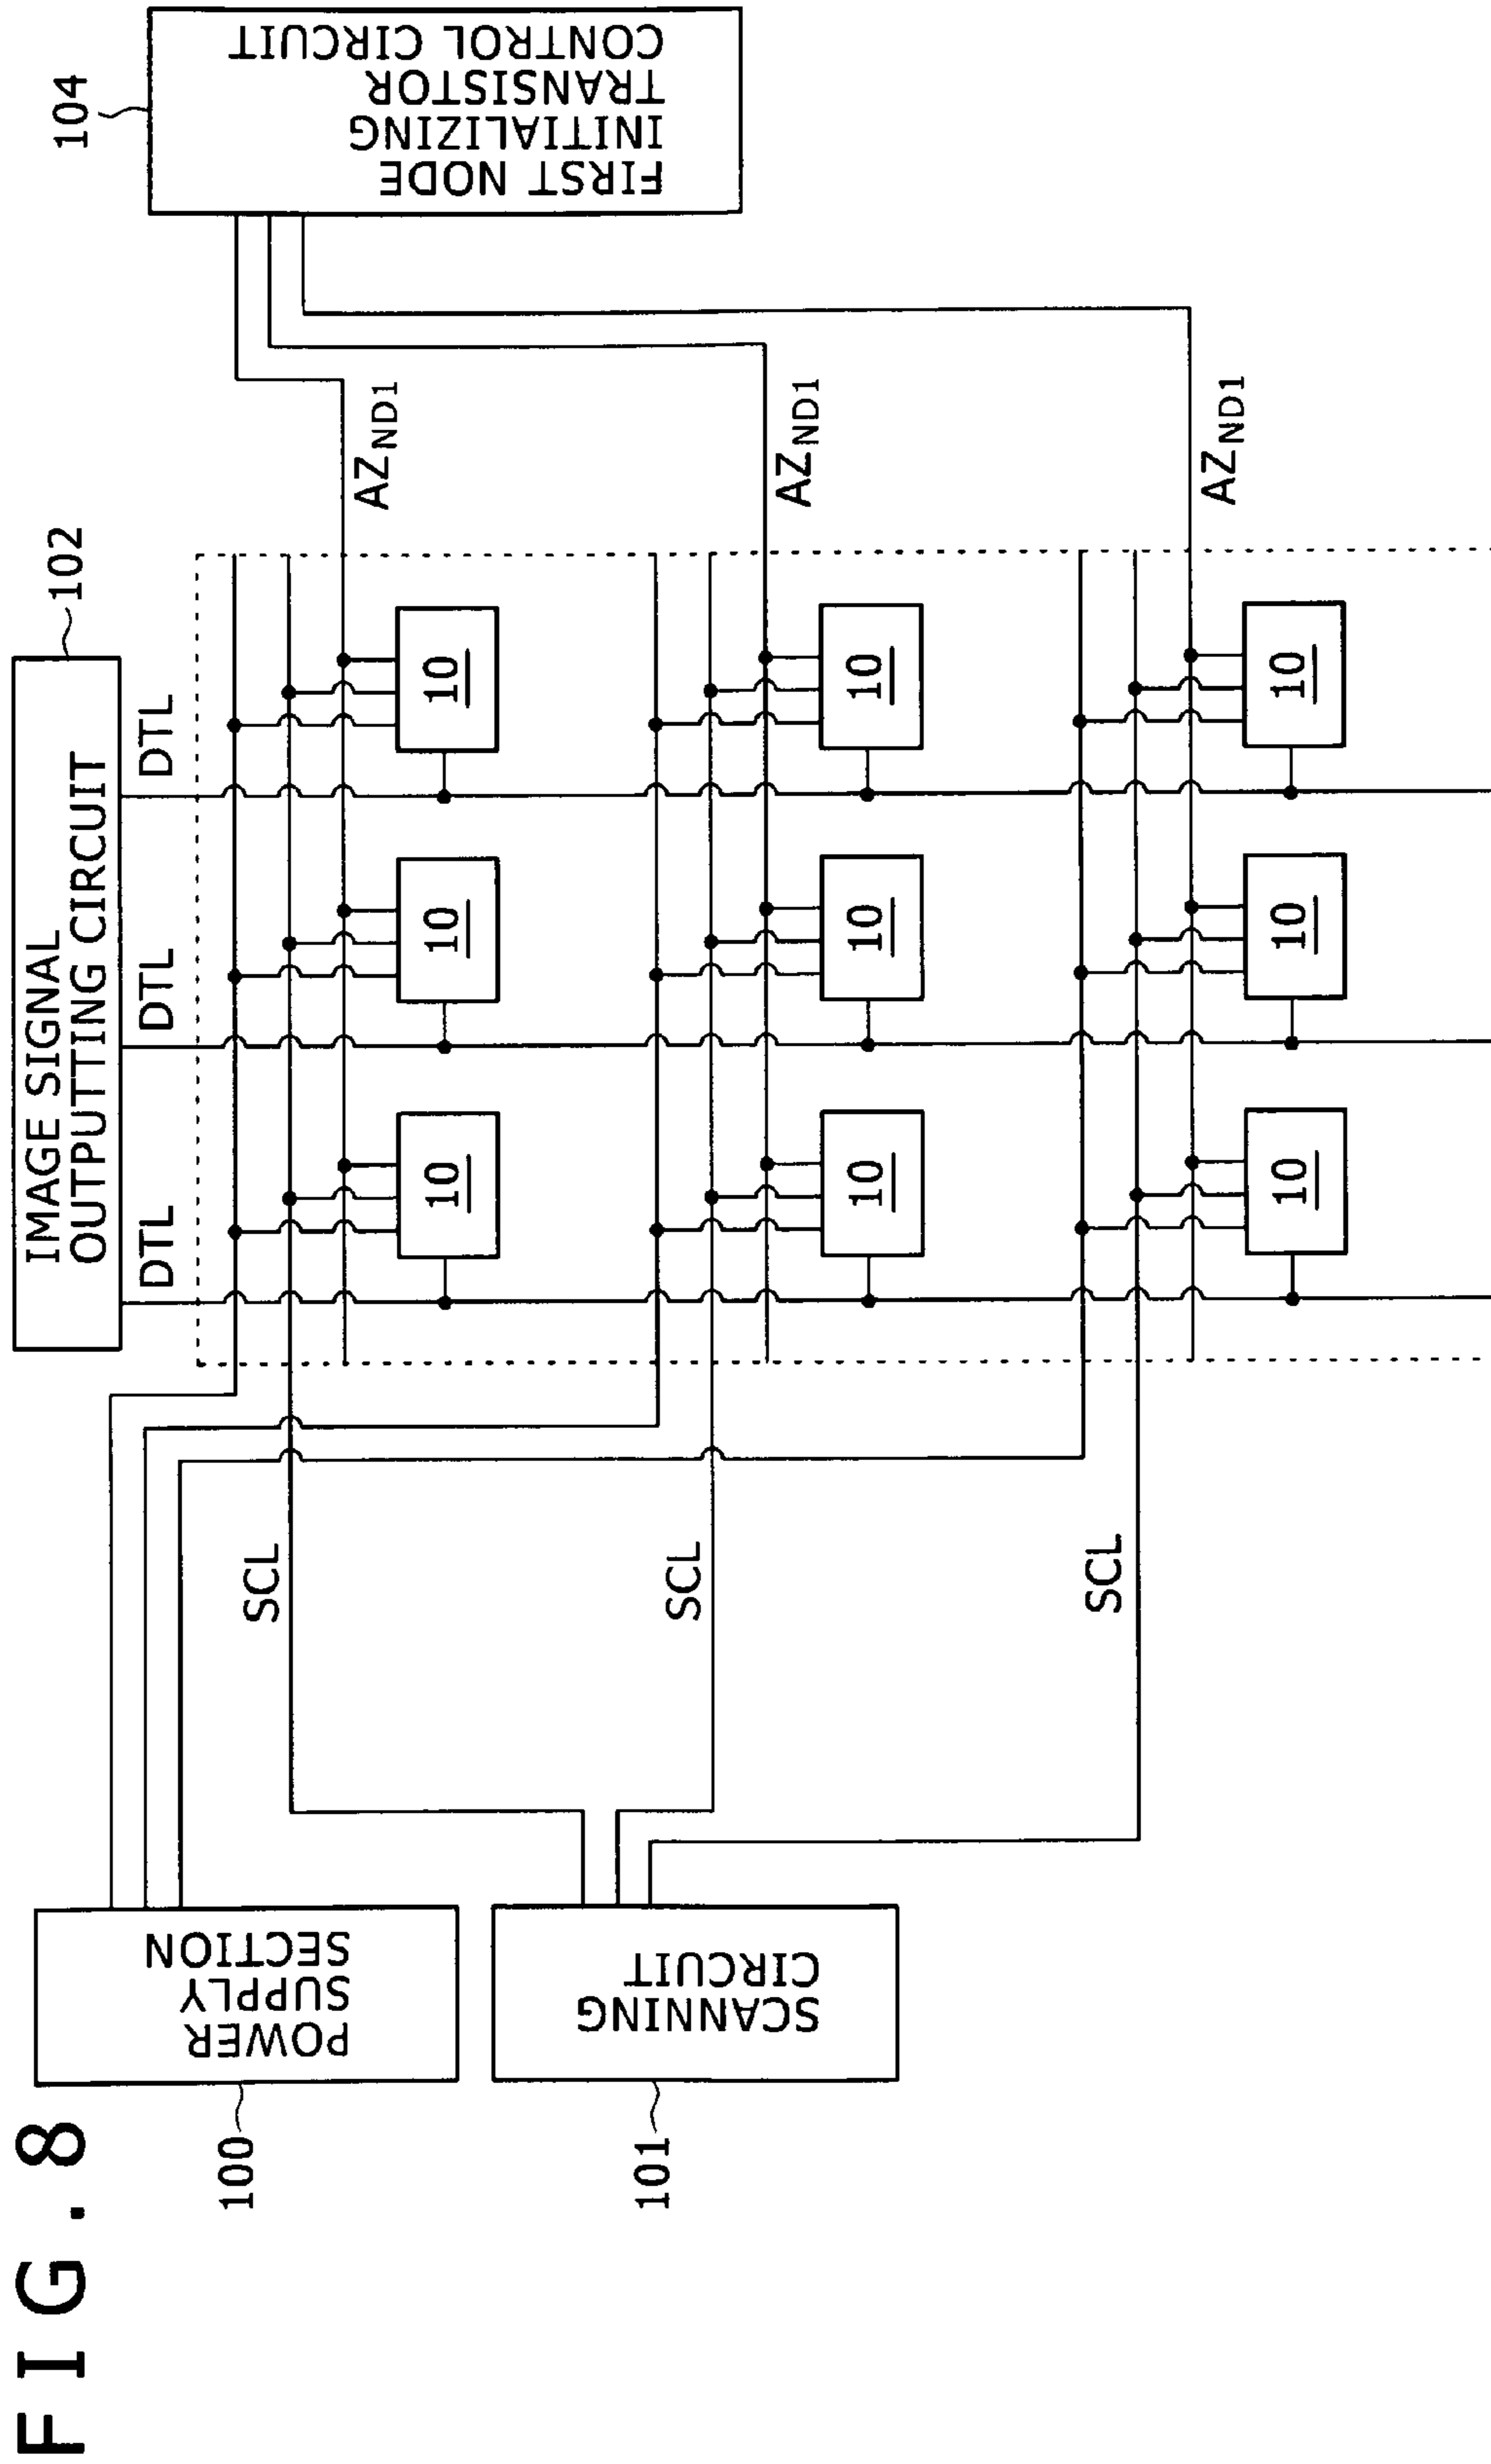 FIG.8
IMAGE SIGNAL
OUTPUTTING CIRCUIT
102
DTL
DTL
DTL
100
POWER
SUPPLY
SECTION
101
SCANNING
CIRCUIT
SCL
SCL
SCL
10
10
10
10
10
10
10
10
10
AZND1
AZND1
AZND1
104
FIRST NODE
INITIALIZING
TRANSISTOR
CONTROL CIRCUIT